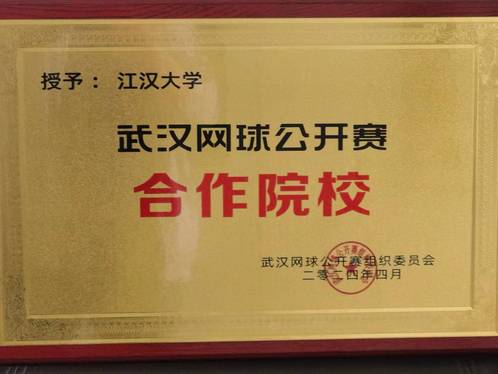 授予：江汉大学
武汉网球公开赛
合作院校
武汉网球公开赛组织委员会
二零二四年四月